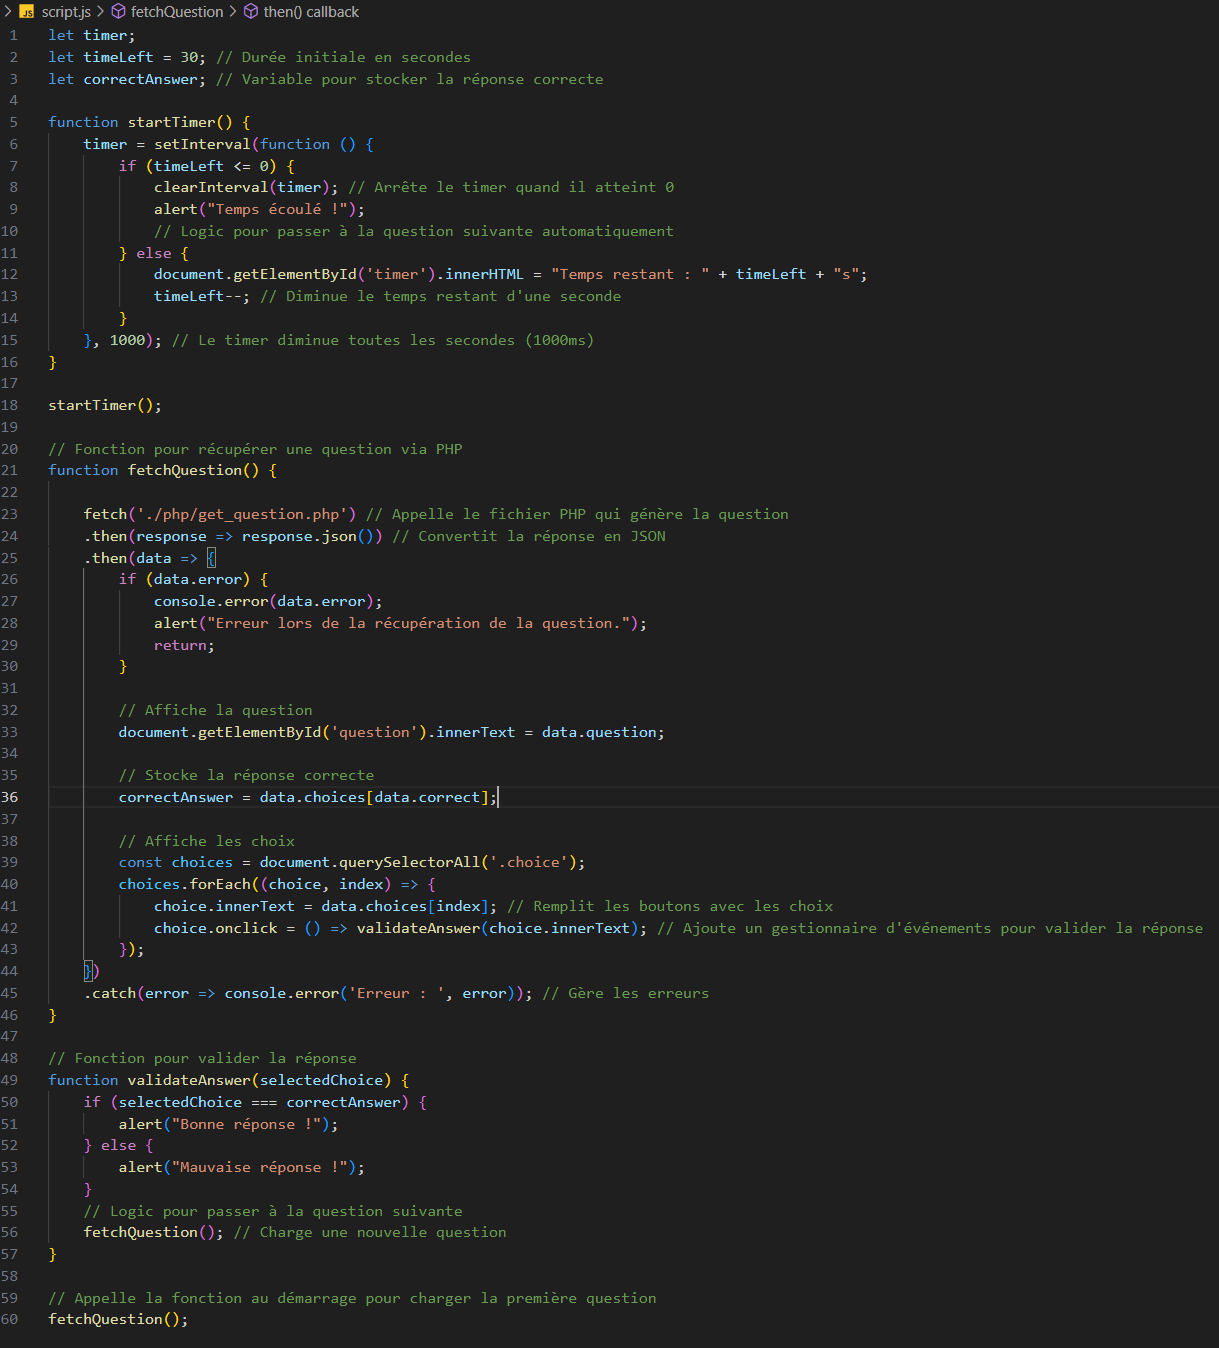 script.js > fetchQuestion > then() callback
1 let timer;
2 let timeLeft = 30; // Durée initiale en secondes
3 let correctAnswer; // Variable pour stocker la réponse correcte
4
5 function startTimer() {
6     timer = setInterval(function () {
7         if (timeLeft <= 0) {
8             clearInterval(timer); // Arrête le timer quand il atteint 0
9             alert("Temps écoulé !");
10             // Logic pour passer à la question suivante automatiquement
11         } else {
12             document.getElementById('timer').innerHTML = "Temps restant : " + timeLeft + "s";
13             timeLeft--; // Diminue le temps restant d'une seconde
14         }
15     }, 1000); // Le timer diminue toutes les secondes (1000ms)
16 }
17
18 startTimer();
19
20 // Fonction pour récupérer une question via PHP
21 function fetchQuestion() {
22
23     fetch('./php/get_question.php') // Appelle le fichier PHP qui génère la question
24     .then(response => response.json()) // Convertit la réponse en JSON
25     .then(data => {
26         if (data.error) {
27             console.error(data.error);
28             alert("Erreur lors de la récupération de la question.");
29             return;
30         }
31
32         // Affiche la question
33         document.getElementById('question').innerText = data.question;
34
35         // Stocke la réponse correcte
36         correctAnswer = data.choices[data.correct];
37
38         // Affiche les choix
39         const choices = document.querySelectorAll('.choice');
40         choices.forEach((choice, index) => {
41             choice.innerText = data.choices[index]; // Remplit les boutons avec les choix
42             choice.onclick = () => validateAnswer(choice.innerText); // Ajoute un gestionnaire d'événements pour valider la réponse
43         });
44     })
45     .catch(error => console.error('Erreur : ', error)); // Gère les erreurs
46 }
47
48 // Fonction pour valider la réponse
49 function validateAnswer(selectedChoice) {
50     if (selectedChoice === correctAnswer) {
51         alert("Bonne réponse !");
52     } else {
53         alert("Mauvaise réponse !");
54     }
55     // Logic pour passer à la question suivante
56     fetchQuestion(); // Charge une nouvelle question
57 }
58
59 // Appelle la fonction au démarrage pour charger la première question
60 fetchQuestion();